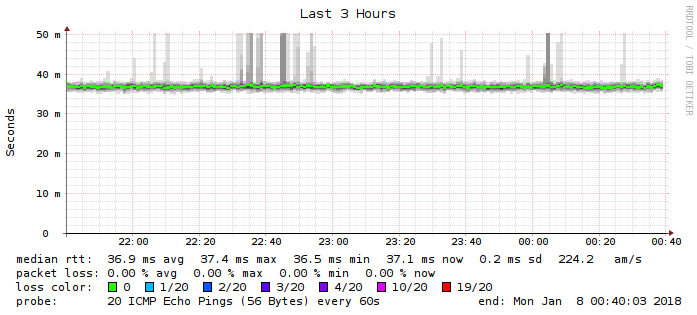 Last 3 Hours
RRDTOOL / TOBI OETIKER
Seconds
50 m
40 m
30 m
20 m
10 m
0
22:00 22:20 22:40 23:00 23:20 23:40 00:00 00:20 00:40
median rtt: 36.9 ms avg 37.4 ms max 36.5 ms min 37.1 ms now 0.2 ms sd 224.2 am/s
packet loss: 0.00 % avg 0.00 % max 0.00 % min 0.00 % now
loss color: 0 1/20 2/20 3/20 4/20 10/20 19/20
probe: 20 ICMP Echo Pings (56 Bytes) every 60s end: Mon Jan 8 00:40:03 2018